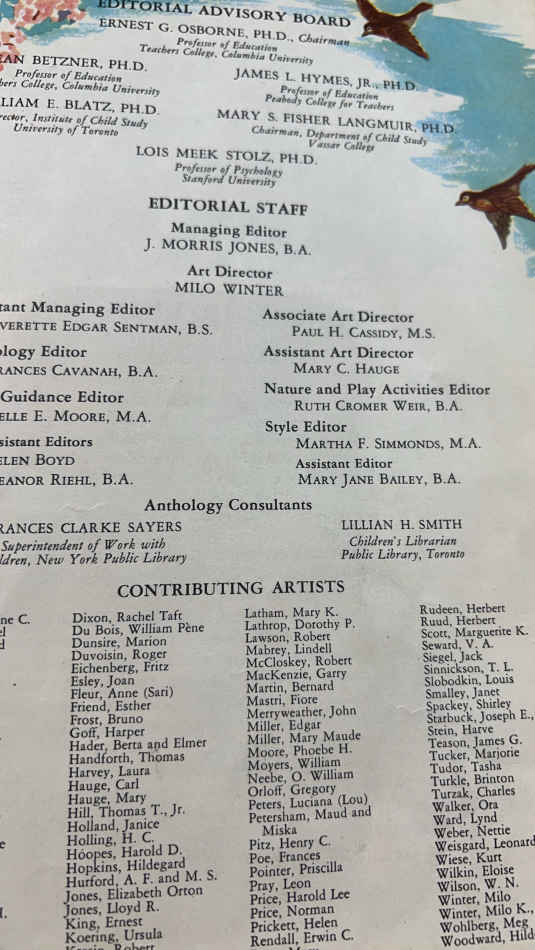 EDITORIAL ADVISORY BOARD
ERNEST G. OSBORNE, PH.D., Chairman
Professor of Education
Teachers College, Columbia University
EAN BETZNER, PH.D.
Professor of Education
hers College, Columbia University
JAMES L. HYMES, JR., PH.D.
Professor of Education
Peabody College for Teachers
LIAM E. BLATZ, PH.D.
rector, Institute of Child Study
University of Toronto
MARY S. FISHER LANGMUIR, PH.D.
Chairman, Department of Child Study
Vassar College
LOIS MEEK STOLZ, PH.D.
Professor of Psychology
Stanford University
EDITORIAL STAFF
Managing Editor
J. MORRIS JONES, B.A.
Art Director
MILO WINTER
tant Managing Editor
VERETTE EDGAR SENTMAN, B.S.
ology Editor
RANCES CAVANAH, B.A.
Guidance Editor
ELLE E. MOORE, M.A.
sistant Editors
ELEN BOYD
EANOR RIEHL, B.A.
Associate Art Director
PAUL H. CASSIDY, M.S.
Assistant Art Director
MARY C. HAUGE
Nature and Play Activities Editor
RUTH CROMER WEIR, B.A.
Style Editor
MARTHA F. SIMMONDS, M.A.
Assistant Editor
MARY JANE BAILEY, B.A.
Anthology Consultants
RANCES CLARKE SAYERS
Superintendent of Work with
ldren, New York Public Library
LILLIAN H. SMITH
Children's Librarian
Public Library, Toronto
CONTRIBUTING ARTISTS
ne C.
el
d
e
H.
Dixon, Rachel Taft
Du Bois, William Pène
Dunsire, Marion
Duvoisin, Roger
Eichenberg, Fritz
Esley, Joan
Fleur, Anne (Sari)
Friend, Esther
Frost, Bruno
Goff, Harper
Hader, Berta and Elmer
Handforth, Thomas
Harvey, Laura
Hauge, Carl
Hauge, Mary
Hill, Thomas T., Jr.
Holland, Janice
Holling, H. C.
Hoopes, Harold D.
Hopkins, Hildegard
Hurford, A. F. and M. S.
Jones, Elizabeth Orton
Jones, Lloyd R.
King, Ernest
Koering, Ursula
Robert
Latham, Mary K.
Lathrop, Dorothy P.
Lawson, Robert
Mabrey, Lindell
McCloskey, Robert
MacKenzie, Garry
Martin, Bernard
Mastri, Fiore
Merryweather, John
Miller, Edgar
Miller, Mary Maude
Moore, Phoebe H.
Moyers, William
Neebe, O. William
Orloff, Gregory
Peters, Luciana (Lou)
Petersham, Maud and
Miska
Pitz, Henry C.
Poe, Frances
Pointer, Priscilla
Pray, Leon
Price, Harold Lee
Price, Norman
Prickett, Helen
Rendall, Erwin C.
Rudeen, Herbert
Ruud, Herbert
Scott, Marguerite K.
Seward, V. A.
Siegel, Jack
Sinnickson, T. L.
Slobodkin, Louis
Smalley, Janet
Spackey, Shirley
Starbuck, Joseph E.,
Stein, Harve
Teason, James G.
Tucker, Marjorie
Tudor, Tasha
Turkle, Brinton
Turzak, Charles
Walker, Ora
Ward, Lynd
Weber, Nettie
Weisgard, Leonard
Wiese, Kurt
Wilkin, Eloise
Wilson, W. N.
Winter, Milo
Winter, Milo K.,
Wohlberg, Meg
Woodward, Hild